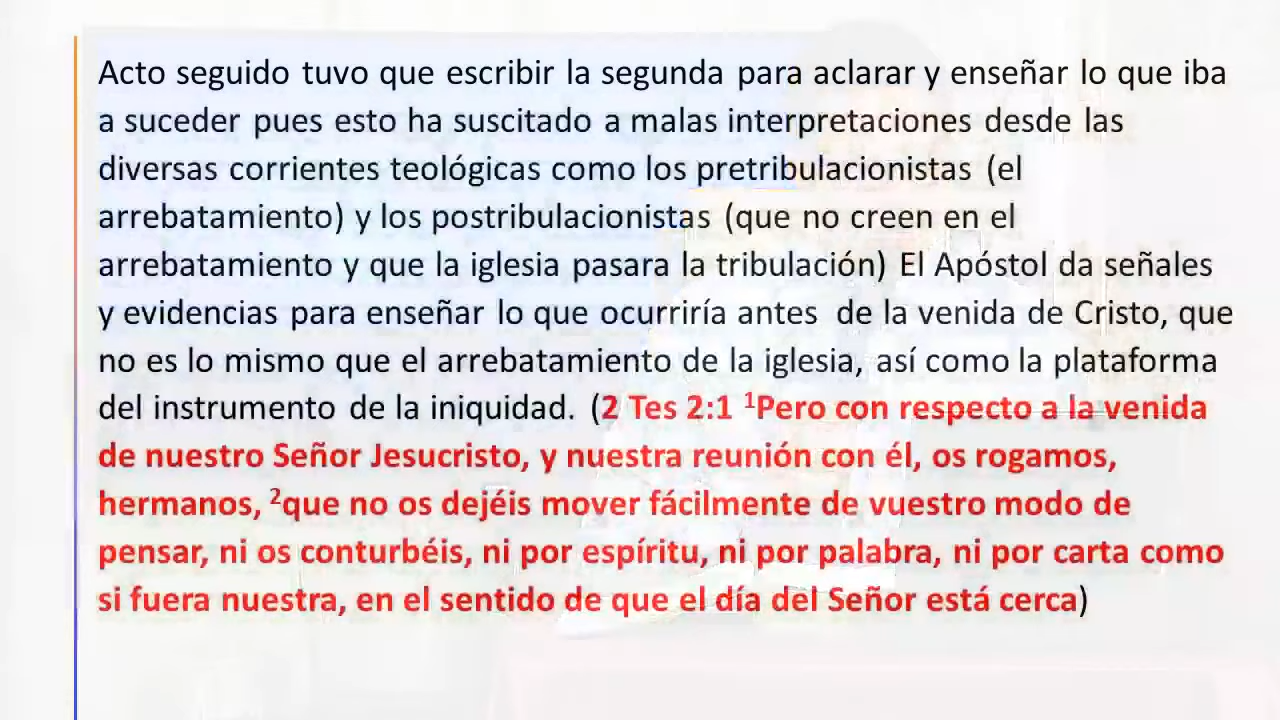 Acto seguido tuvo que escribir la segunda para aclarar y enseñar lo que iba
a suceder pues esto ha suscitado a malas interpretaciones desde las
diversas corrientes teológicas como los pretribulacionistas (el
arrebatamiento) y los postribulacionistas (que no creen en el
arrebatamiento y que la iglesia pasara la tribulación) El Apóstol da señales
y evidencias para enseñar lo que ocurriría antes de la venida de Cristo, que
no es lo mismo que el arrebatamiento de la iglesia, así como la plataforma
del instrumento de la iniquidad. (2 Tes 2:1 ¹Pero con respecto a la venida
de nuestro Señor Jesucristo, y nuestra reunión con él, os rogamos,
hermanos, ²que no os dejéis mover fácilmente de vuestro modo de
pensar, ni os conturbéis, ni por espíritu, ni por palabra, ni por carta como
si fuera nuestra, en el sentido de que el día del Señor está cerca)